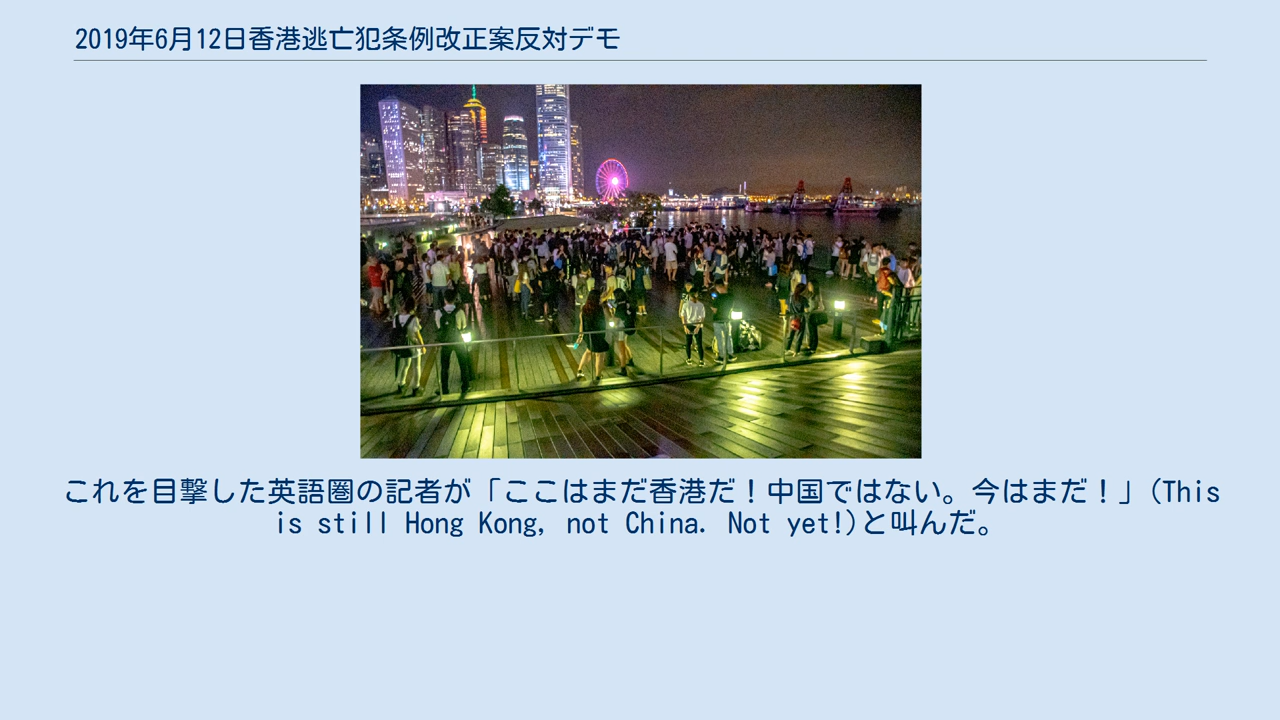 2019年6月12日香港逃亡犯条例改正案反対デモ
これを目撃した英語圏の記者が「ここはまだ香港だ！中国ではない。今はまだ！」(This
is still Hong Kong, not China. Not yet!)と叫んだ。